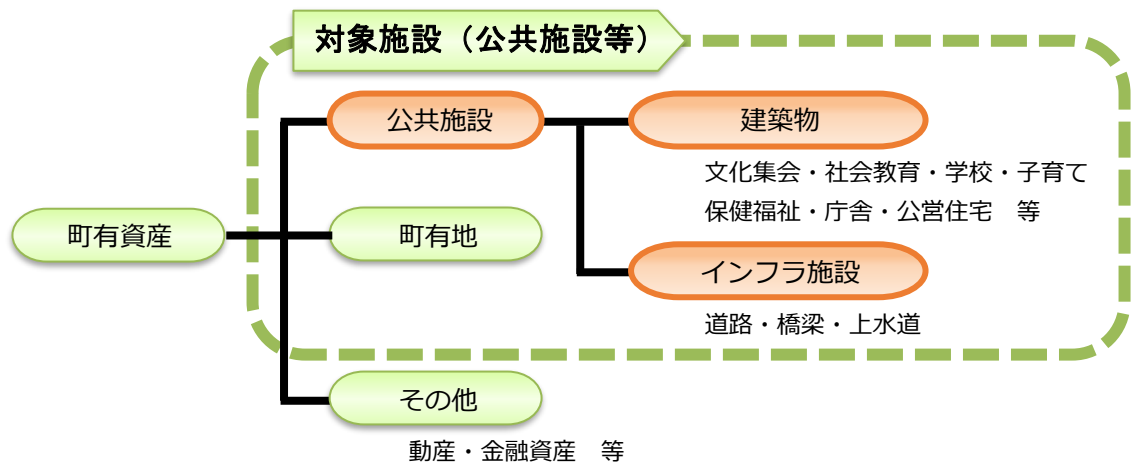 対象施設（公共施設等）
公共施設
建築物
文化集会・社会教育・学校・子育て
保健福祉・庁舎・公営住宅　等
町有資産
町有地
インフラ施設
道路・橋梁・上水道
その他
動産・金融資産　等